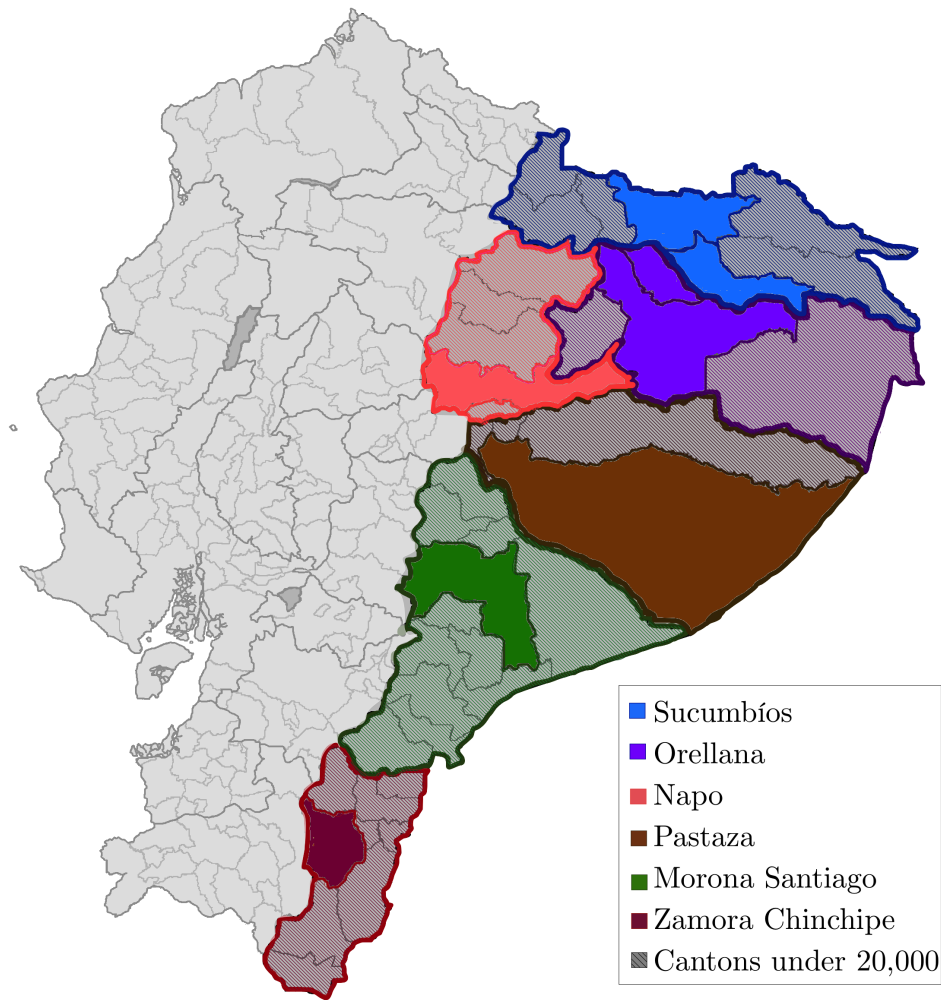 Sucumbíos
Orellana
Napo
Pastaza
Morona Santiago
Zamora Chinchipe
Cantons under 20,000